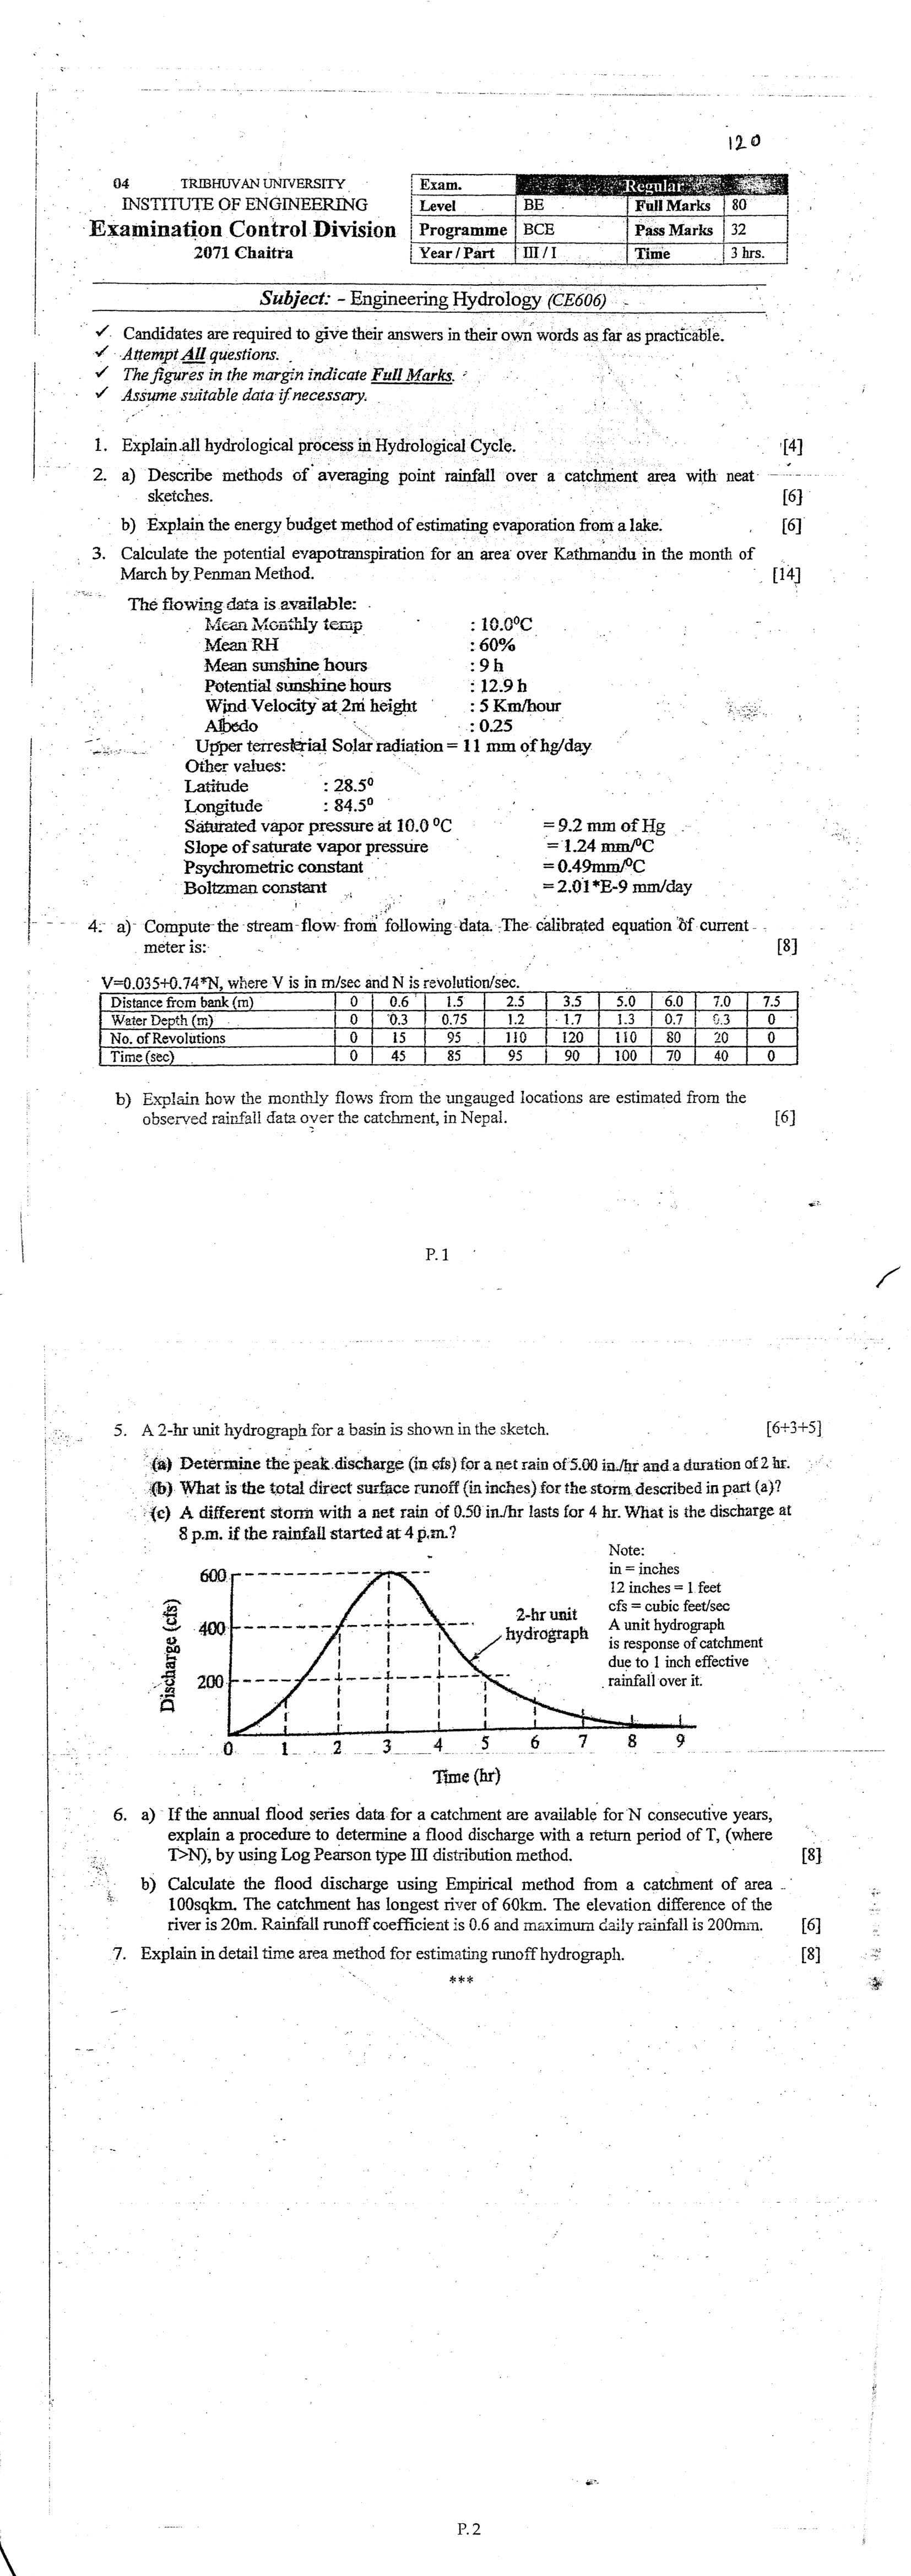 120
04 TRIBHUVAN UNIVERSITY
INSTITUTE OF ENGINEERING
Examination Control Division
2071 Chaitra
Exam. Regular
Level BE Full Marks 80
Programme BCE Pass Marks 32
Year / Part III / I Time 3 hrs.
Subject: - Engineering Hydrology (CE606)
✓ Candidates are required to give their answers in their own words as far as practicable.
✓ Attempt All questions.
✓ The figures in the margin indicate Full Marks.
✓ Assume suitable data if necessary.
1. Explain all hydrological process in Hydrological Cycle. [4]
2. a) Describe methods of averaging point rainfall over a catchment area with neat
sketches. [6]
b) Explain the energy budget method of estimating evaporation from a lake. [6]
3. Calculate the potential evapotranspiration for an area over Kathmandu in the month of
March by Penman Method. [14]
The flowing data is available:
Mean Monthly temp : 10.0⁰C
Mean RH : 60%
Mean sunshine hours : 9 h
Potential sunshine hours : 12.9 h
Wind Velocity at 2m height : 5 Km/hour
Albedo : 0.25
Upper terresterial Solar radiation = 11 mm of hg/day
Other values:
Latitude : 28.5⁰
Longitude : 84.5⁰
Saturated vapor pressure at 10.0 ⁰C = 9.2 mm of Hg
Slope of saturate vapor pressure = 1.24 mm/⁰C
Psychrometric constant = 0.49mm/⁰C
Boltzman constant = 2.01*E-9 mm/day
4. a) Compute the stream flow from following data. The calibrated equation of current
meter is: [8]
V=0.035+0.74*N, where V is in m/sec and N is revolution/sec.
Distance from bank (m) 0 0.6 1.5 2.5 3.5 5.0 6.0 7.0 7.5
Water Depth (m) 0 0.3 0.75 1.2 1.7 1.3 0.7 0.3 0
No. of Revolutions 0 15 95 110 120 110 80 20 0
Time (sec) 0 45 85 95 90 100 70 40 0
b) Explain how the monthly flows from the ungauged locations are estimated from the
observed rainfall data over the catchment, in Nepal. [6]
P. 1
5. A 2-hr unit hydrograph for a basin is shown in the sketch. [6+3+5]
(a) Determine the peak discharge (in cfs) for a net rain of 5.00 in./hr and a duration of 2 hr.
(b) What is the total direct surface runoff (in inches) for the storm described in part (a)?
(c) A different storm with a net rain of 0.50 in./hr lasts for 4 hr. What is the discharge at
8 p.m. if the rainfall started at 4 p.m.?
Note:
in = inches
12 inches = 1 feet
cfs = cubic feet/sec
A unit hydrograph
is response of catchment
due to 1 inch effective
rainfall over it.
Discharge (cfs)
600
400
200
2-hr unit
hydrograph
0 1 2 3 4 5 6 7 8 9
Time (hr)
6. a) If the annual flood series data for a catchment are available for N consecutive years,
explain a procedure to determine a flood discharge with a return period of T, (where
T>N), by using Log Pearson type III distribution method. [8]
b) Calculate the flood discharge using Empirical method from a catchment of area
100sqkm. The catchment has longest river of 60km. The elevation difference of the
river is 20m. Rainfall runoff coefficient is 0.6 and maximum daily rainfall is 200mm. [6]
7. Explain in detail time area method for estimating runoff hydrograph. [8]
***
P. 2